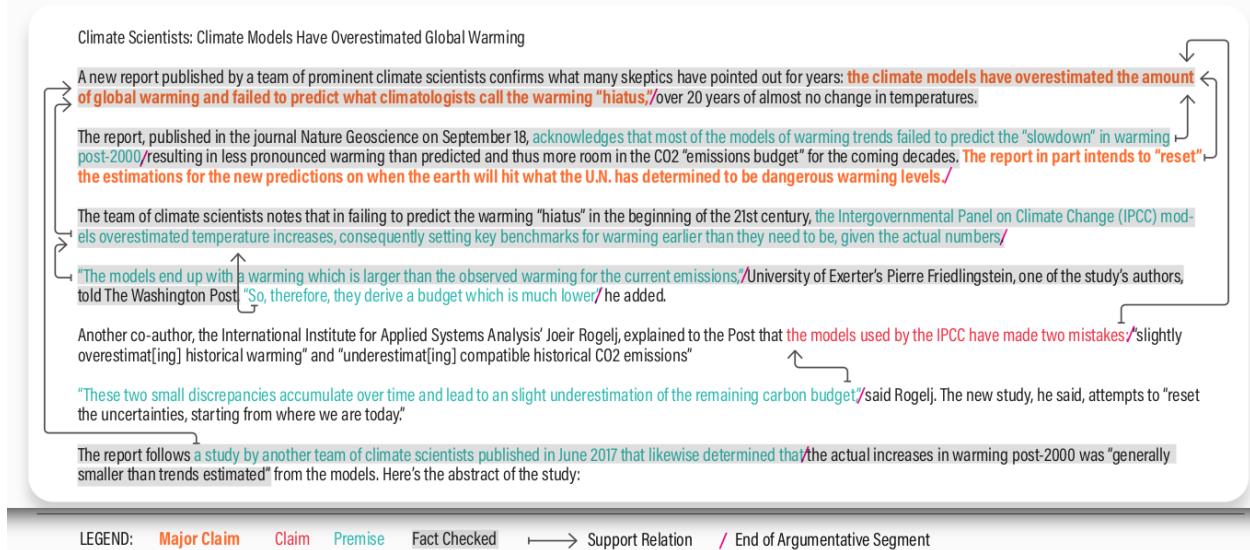 Climate Scientists: Climate Models Have Overestimated Global Warming
A new report published by a team of prominent climate scientists confirms what many skeptics have pointed out for years: the climate models have overestimated the amount
of global warming and failed to predict what climatologists call the warming "hiatus,"/over 20 years of almost no change in temperatures.
The report, published in the journal Nature Geoscience on September 18, acknowledges that most of the models of warming trends failed to predict the "slowdown" in warming
post-2000/resulting in less pronounced warming than predicted and thus more room in the CO2 "emissions budget" for the coming decades. The report in part intends to "reset"
the estimations for the new predictions on when the earth will hit what the U.N. has determined to be dangerous warming levels./
The team of climate scientists notes that in failing to predict the warming "hiatus" in the beginning of the 21st century, the Intergovernmental Panel on Climate Change (IPCC) mod-
els overestimated temperature increases, consequently setting key benchmarks for warming earlier than they need to be, given the actual numbers/
"The models end up with a warming which is larger than the observed warming for the current emissions,"/University of Exerter's Pierre Friedlingstein, one of the study's authors,
told The Washington Post. "So, therefore, they derive a budget which is much lower/" he added.
Another co-author, the International Institute for Applied Systems Analysis' Joeir Rogelj, explained to the Post that the models used by the IPCC have made two mistakes:/"slightly
overestimat[ing] historical warming" and "underestimat[ing] compatible historical CO2 emissions"
"These two small discrepancies accumulate over time and lead to an slight underestimation of the remaining carbon budget,"/said Rogelj. The new study, he said, attempts to "reset
the uncertainties, starting from where we are today."
The report follows a study by another team of climate scientists published in June 2017 that likewise determined that/the actual increases in warming post-2000 was "generally
smaller than trends estimated" from the models. Here's the abstract of the study:
LEGEND: Major Claim Claim Premise Fact Checked Support Relation / End of Argumentative Segment